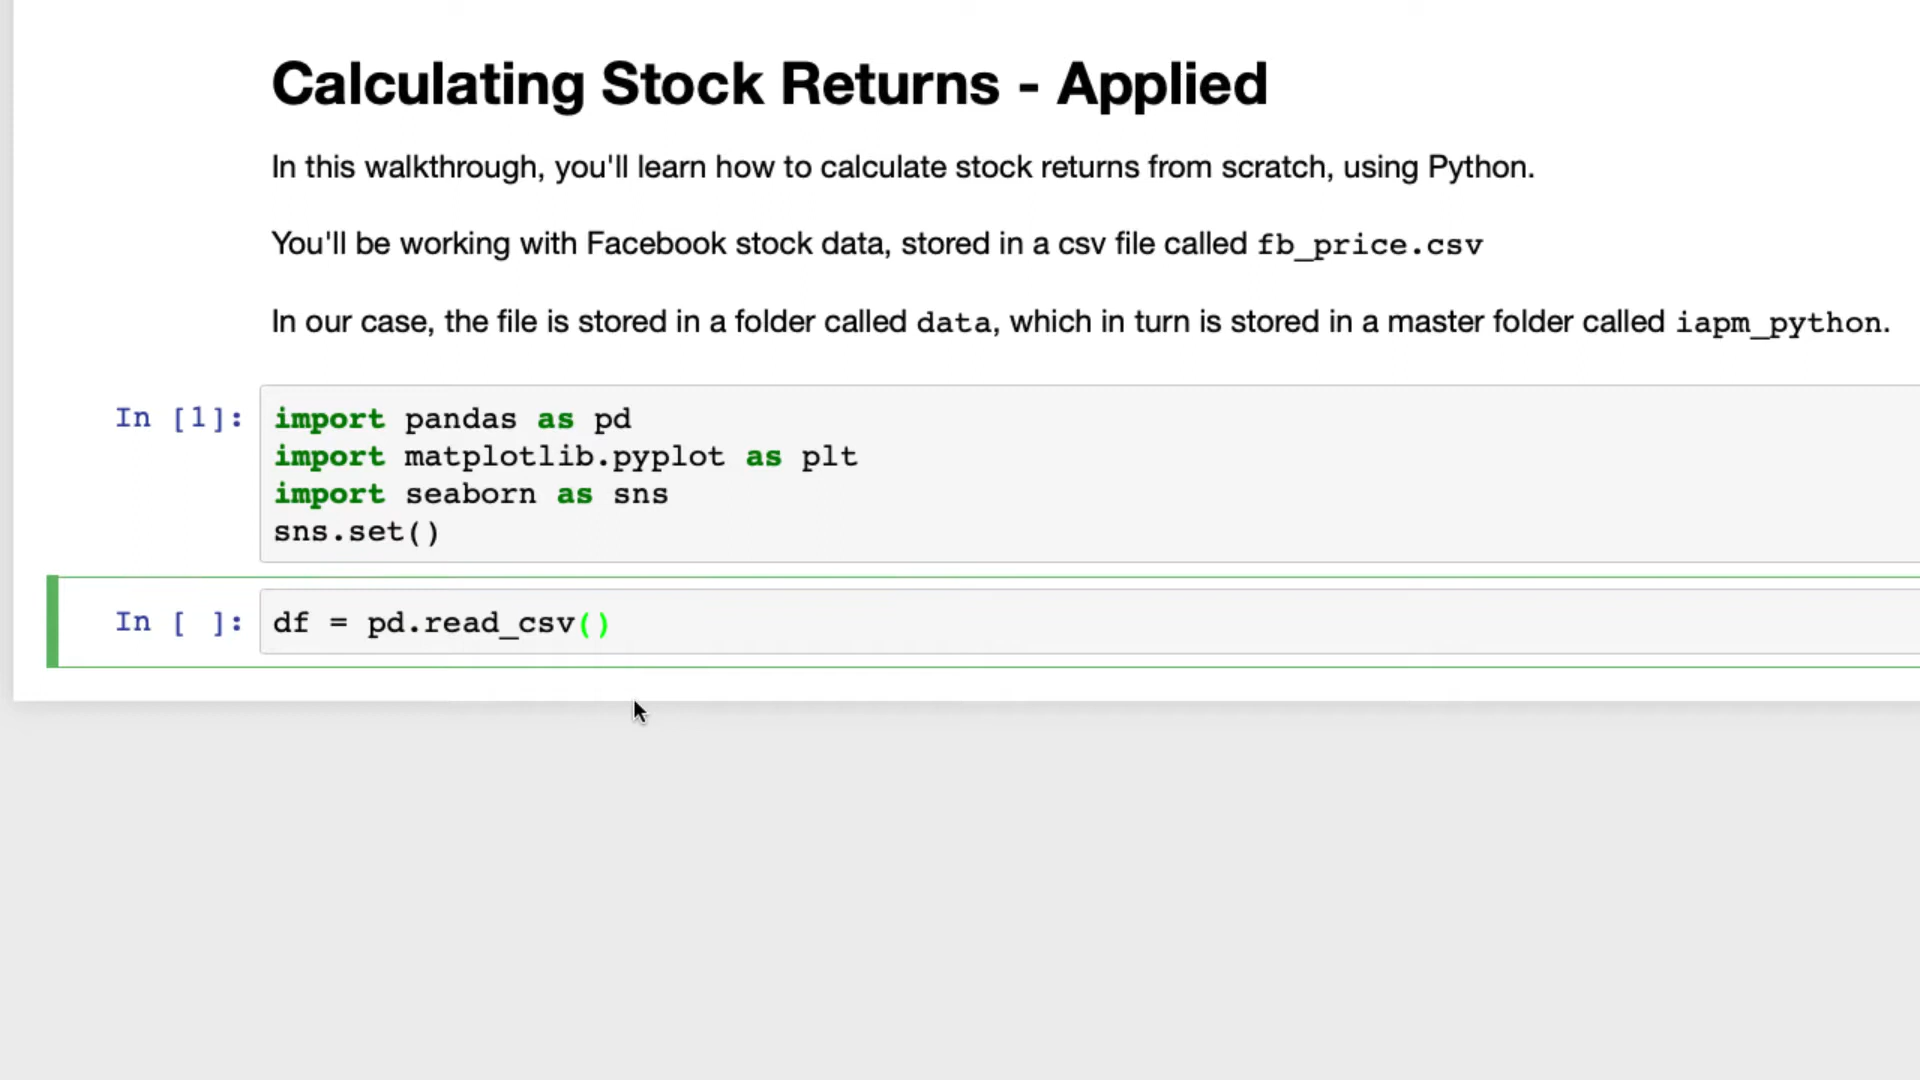 Calculating Stock Returns - Applied
In this walkthrough, you'll learn how to calculate stock returns from scratch, using Python.
You'll be working with Facebook stock data, stored in a csv file called fb_price.csv
In our case, the file is stored in a folder called data, which in turn is stored in a master folder called iapm_python.
In [1]: import pandas as pd
import matplotlib.pyplot as plt
import seaborn as sns
sns.set()
In [ ]: df = pd.read_csv()